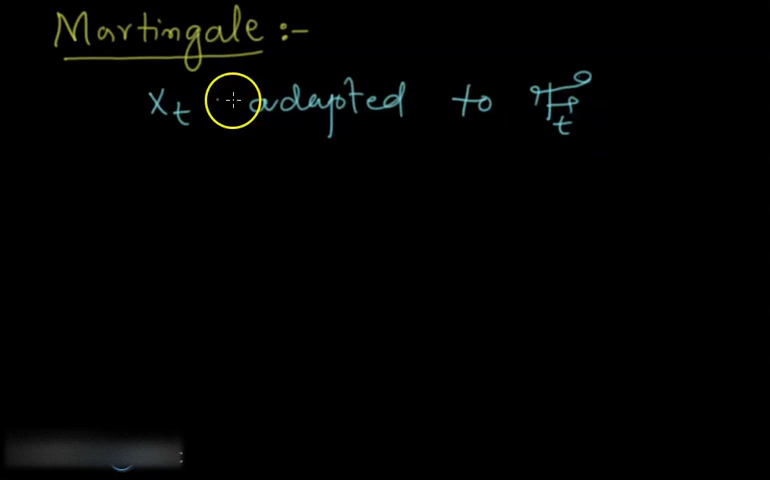 Martingale :-
Xt adapted to ℱt